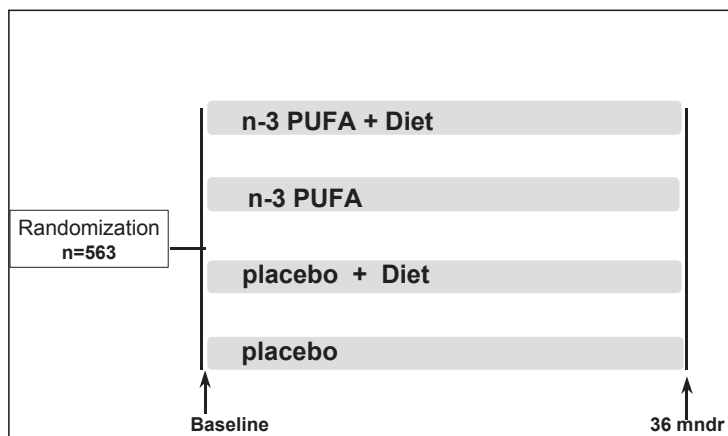 n-3 PUFA + Diet
n-3 PUFA
Randomization
n=563
placebo + Diet
placebo
Baseline
36 mndr